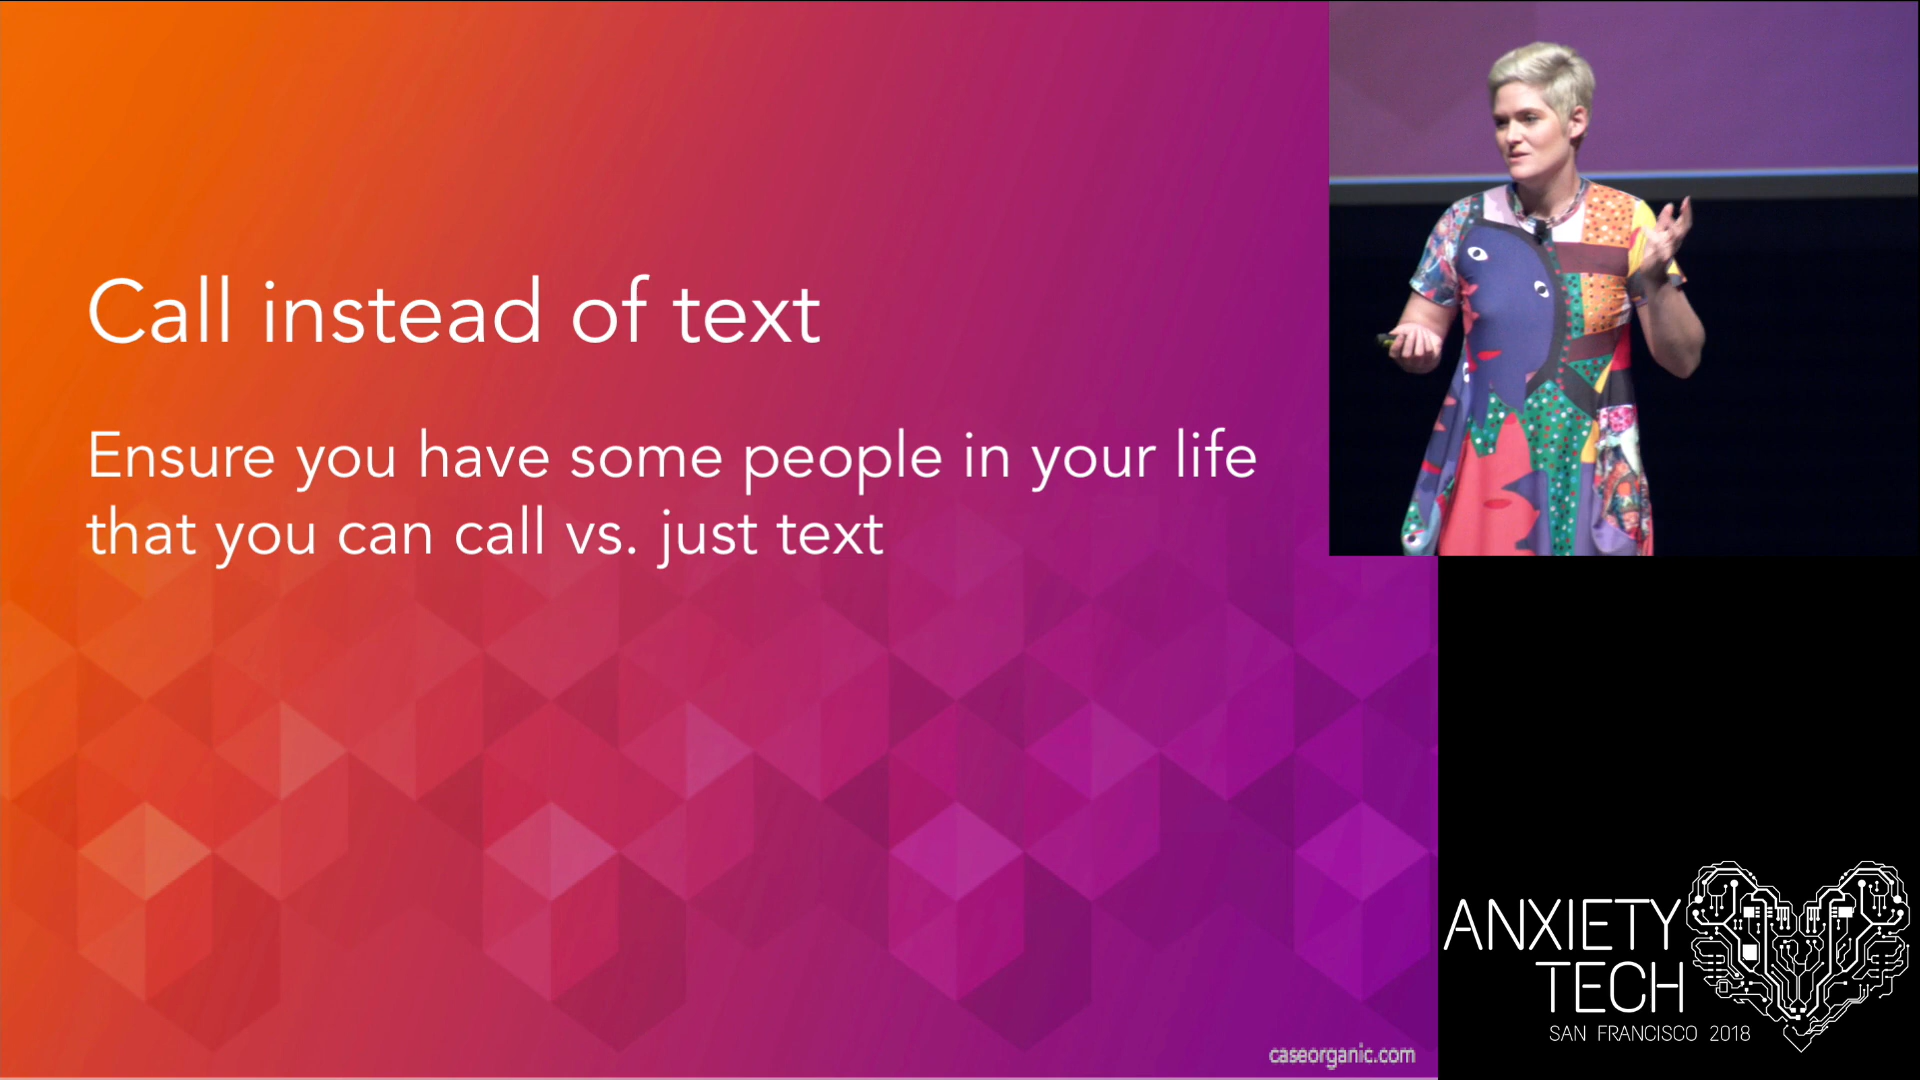 Call instead of text
Ensure you have some people in your life
that you can call vs. just text
caseorganic.com
ANXIETY
TECH
SAN FRANCISCO 2018